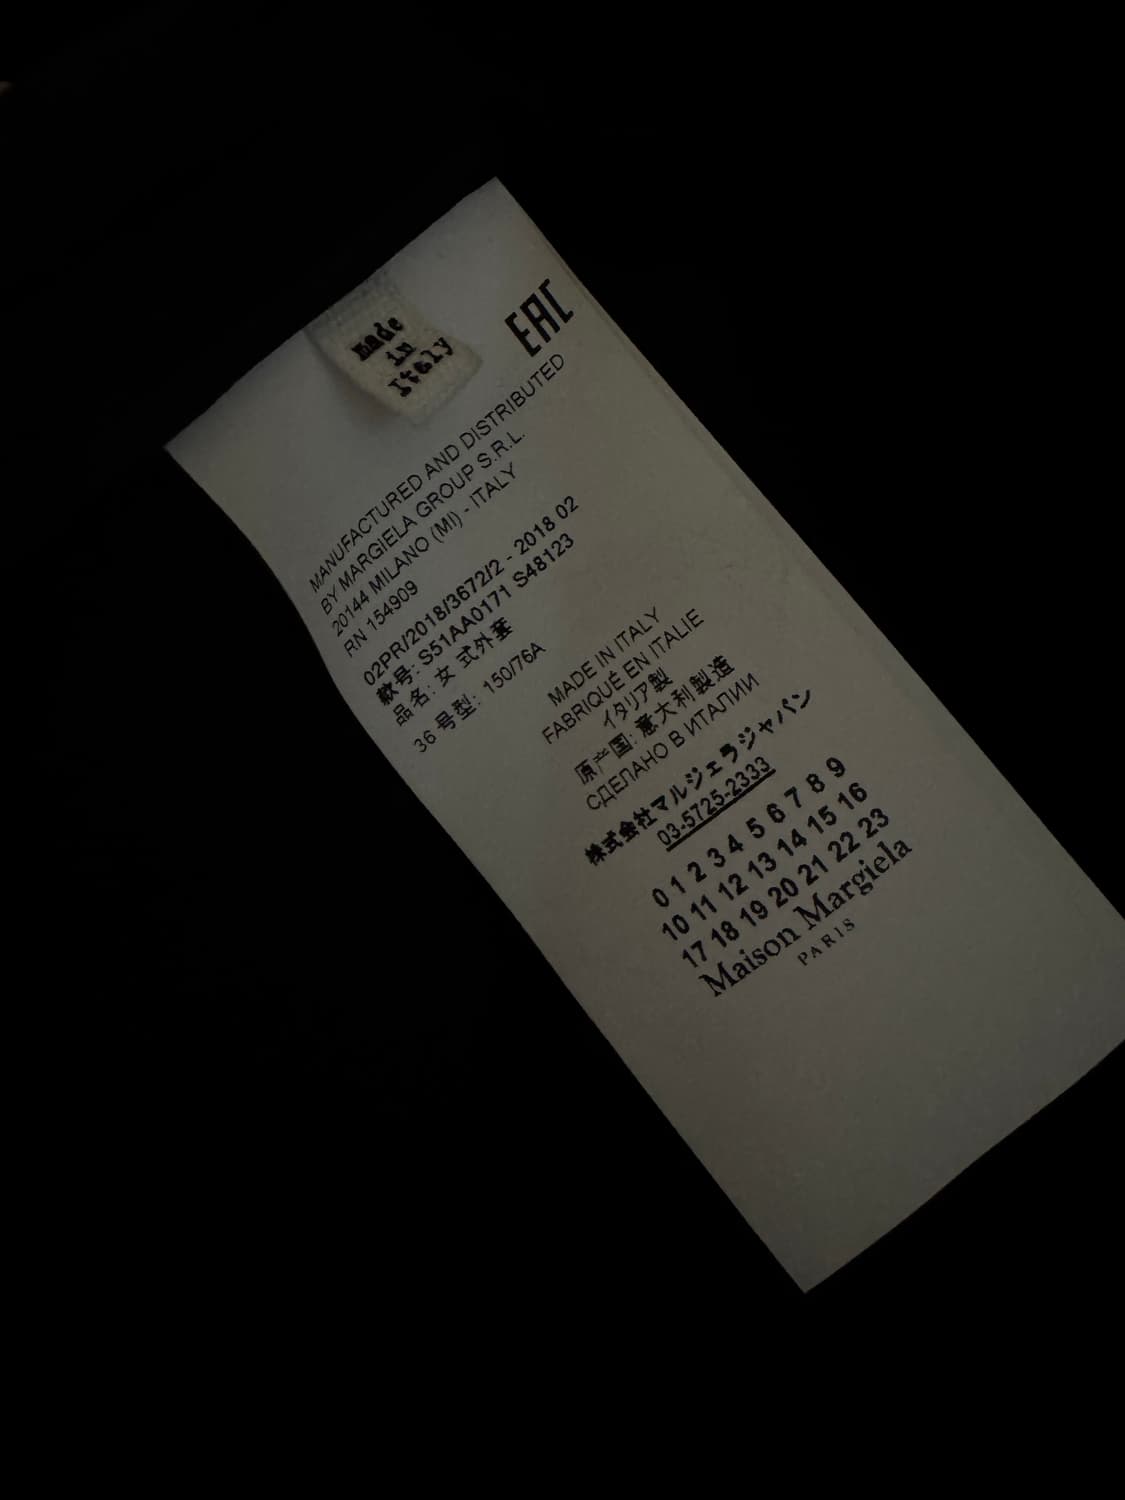 made
in
Italy
EAC
MANUFACTURED AND DISTRIBUTED
BY MARGIELA GROUP S.R.L.
20144 MILANO (MI) - ITALY
RN 154909
02PR/2018/3672/2 - 2018 02
款号: S51AA0171 S48123
品名: 女 式外套
36 号型: 150/76A
MADE IN ITALY
FABRIQUÉ EN ITALIE
イタリア製
原产国: 意大利製造
СДЕЛАНО В ИТАЛИИ
株式会社マルジェラジャパン
03-5725-2333
0 1 2 3 4 5 6 7 8 9
10 11 12 13 14 15 16
17 18 19 20 21 22 23
Maison Margiela
PARIS